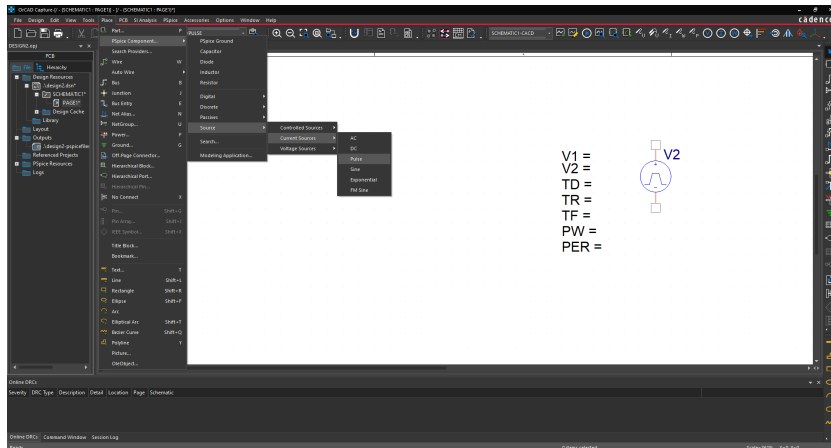 OrCAD Capture
File Design Edit View Tools Place PCB SI Analysis PSpice Accessories Options Window Help
cadence
DESIGN2.opj
PCB
File Hierarchy
Design Resources
.\design2.dsn*
SCHEMATIC1*
PAGE1*
Design Cache
Library
Layout
Outputs
.\design2-pspicefiles
Referenced Projects
PSpice Resources
Logs
Part... P
PSpice Component...
Search Providers...
Wire W
Auto Wire
Bus B
Junction J
Bus Entry E
Net Alias... N
NetGroup... U
Power... F
Ground... G
Off-Page Connector...
Hierarchical Block...
Hierarchical Port...
Hierarchical Pin...
No Connect X
Pin... Shift+G
Pin Array... Shift+J
IEEE Symbol...
Title Block...
Bookmark...
Text... T
Line Shift+L
Rectangle Shift+R
Ellipse Shift+F
Arc
Elliptical Arc Shift+T
Bezier Curve Shift+Q
Polyline Y
Picture...
OleObject...
PULSE
PSpice Ground
Capacitor
Diode
Inductor
Resistor
Digital
Discrete
Passives
Source
Search...
Modeling Application...
Controlled Sources
Current Sources
Voltage Sources
AC
DC
Pulse
Sine
Exponential
FM Sine
SCHEMATIC1-CACD
V1 =
V2 =
TD =
TR =
TF =
PW =
PER =
V2
Online DRCs
Severity DRC Type Description Detail Location Page Schematic
Online DRCs Command Window Session Log
Ready
0 items selected